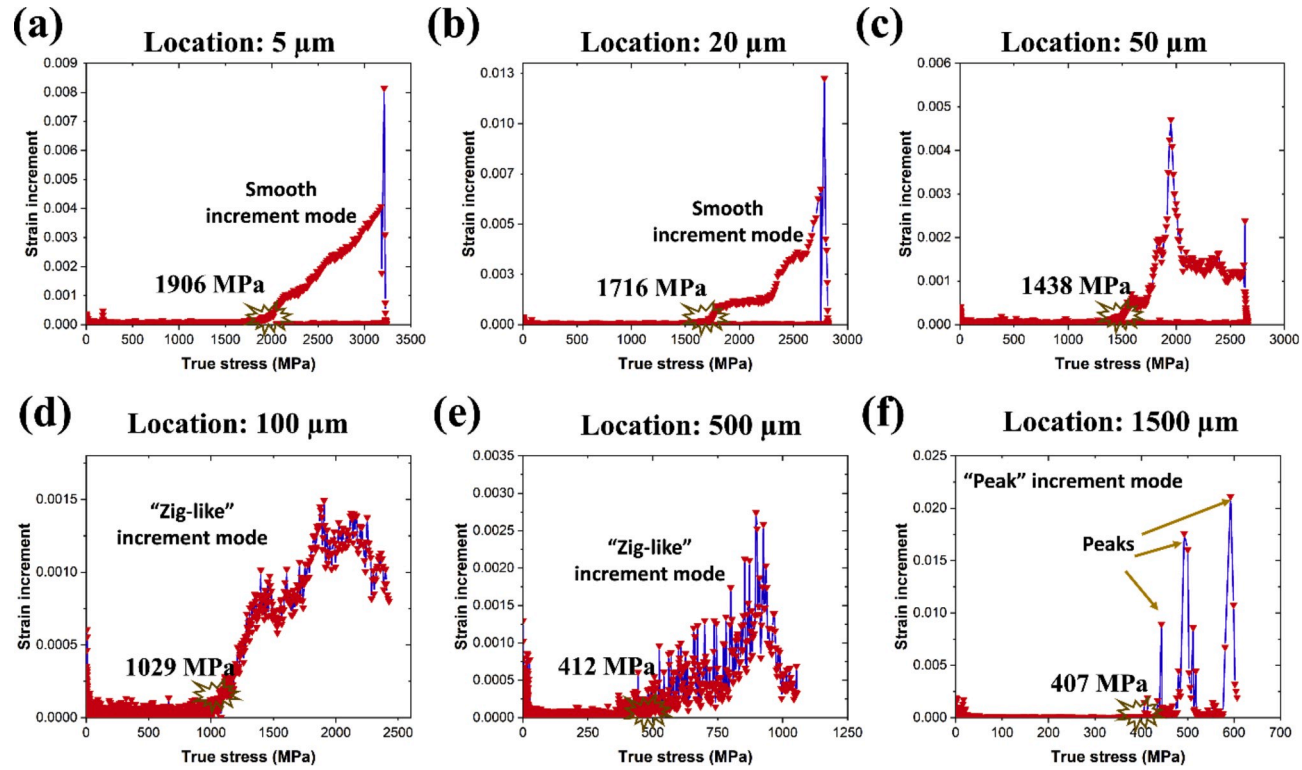 (a)
Location: 5 µm
0.009
0.008
0.007
0.006
0.005
0.004
0.003
0.002
0.001
0.000
Strain increment
Smooth
increment mode
1906 MPa
0 500 1000 1500 2000 2500 3000 3500
True stress (MPa)
(b)
Location: 20 µm
0.013
0.010
0.007
0.003
0.000
Strain increment
Smooth
increment mode
1716 MPa
0 500 1000 1500 2000 2500 3000
True stress (MPa)
(c)
Location: 50 µm
0.006
0.005
0.004
0.003
0.002
0.001
0.000
Strain increment
1438 MPa
0 500 1000 1500 2000 2500 3000
True stress (MPa)
(d)
Location: 100 µm
0.0015
0.0010
0.0005
0.0000
Strain increment
“Zig-like”
increment mode
1029 MPa
0 500 1000 1500 2000 2500
True stress (MPa)
(e)
Location: 500 µm
0.0035
0.0030
0.0025
0.0020
0.0015
0.0010
0.0005
0.0000
Strain increment
“Zig-like”
increment mode
412 MPa
0 250 500 750 1000 1250
True stress (MPa)
(f)
Location: 1500 µm
0.025
0.020
0.015
0.010
0.005
0.000
Strain increment
“Peak” increment mode
Peaks
407 MPa
0 100 200 300 400 500 600 700
True stress (MPa)